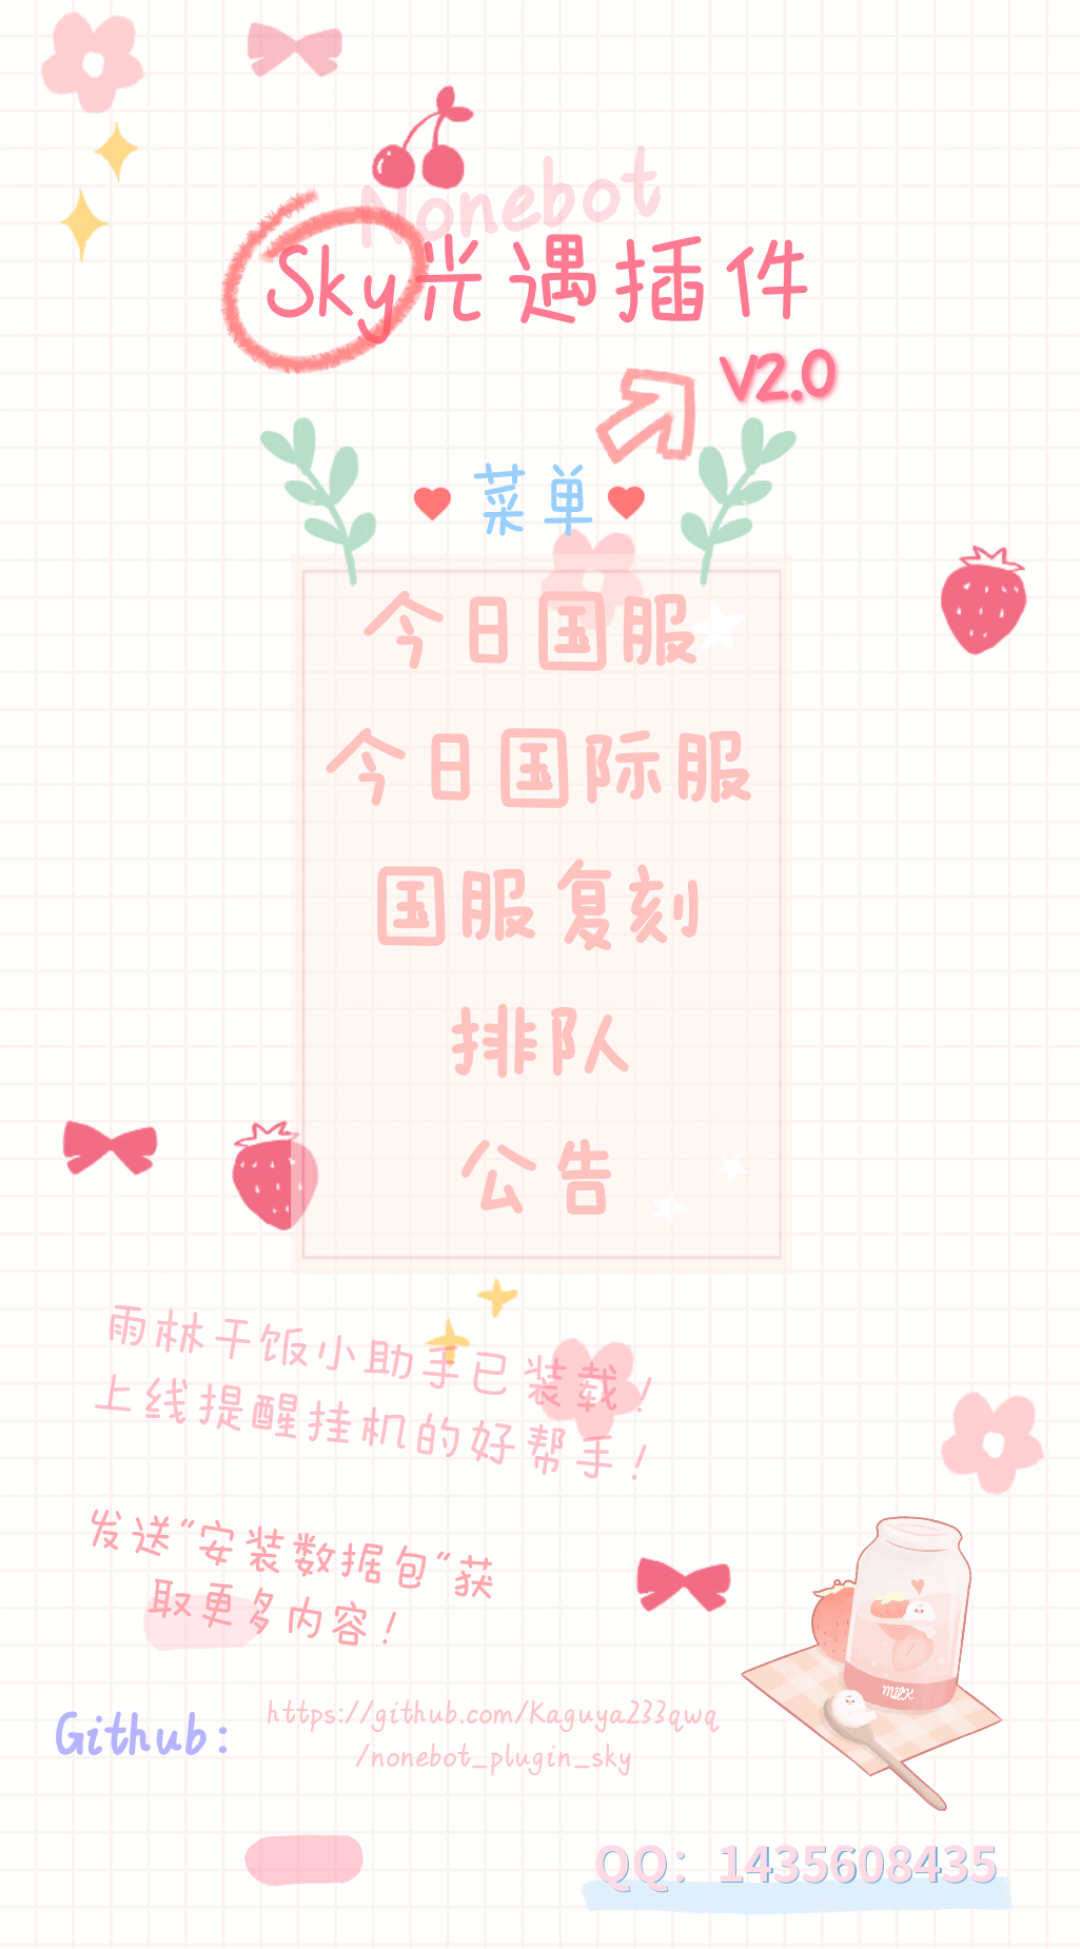 Nonebot
Sky光遇插件
V2.0
菜单
今日国服
今日国际服
国服复刻
排队
公告
雨林干饭小助手已装载！
上线提醒挂机的好帮手！
发送“安装数据包”获
取更多内容！
MILK
Github：
https://github.com/Kaguya233qwq
/nonebot_plugin_sky
QQ：1435608435